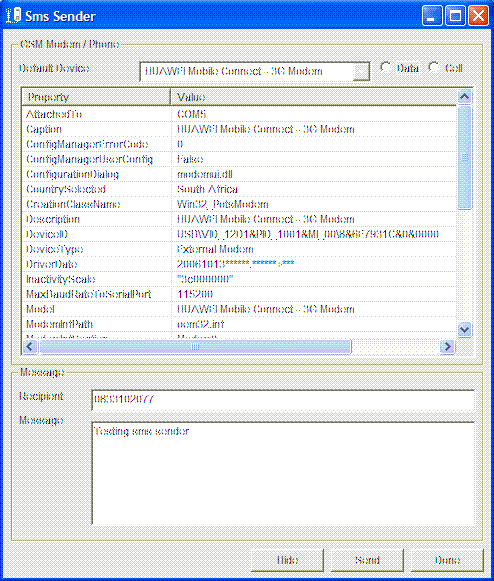 Sms Sender
GSM Modem / Phone
Default Device HUAWEI Mobile Connect - 3G Modem Data Cell
Property Value
AttachedTo COM5
Caption HUAWEI Mobile Connect - 3G Modem
ConfigManagerErrorCode 0
ConfigManagerUserConfig False
ConfigurationDialog modemui.dll
CountrySelected South Africa
CreationClassName Win32_PotsModem
Description HUAWEI Mobile Connect - 3G Modem
DeviceID USB\VID_12D1&PID_1001&MI_00\8&6F7931C&0&0000
DeviceType External Modem
DriverDate 20061013******.******+***
InactivityScale "3c000000"
MaxBaudRateToSerialPort 115200
Model HUAWEI Mobile Connect - 3G Modem
ModemInfPath oem32.inf
Message
Recipient 0833102077
Message Testing sms sender
Hide Send Done